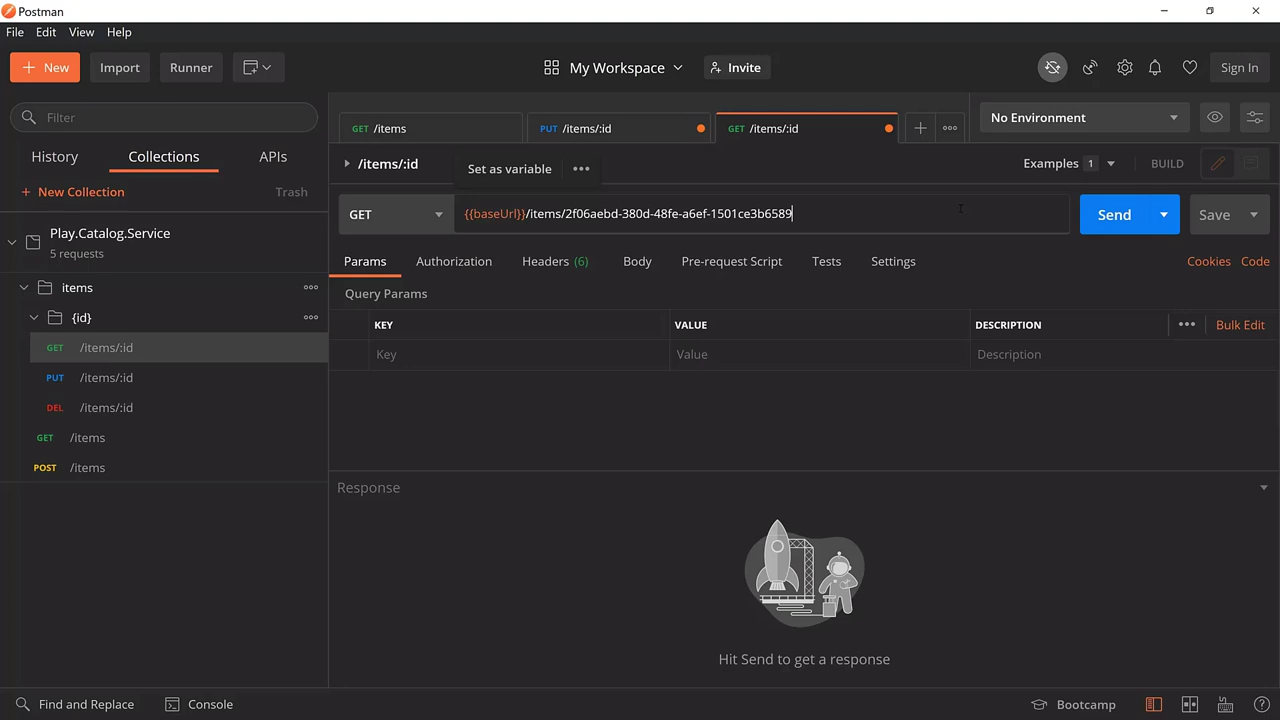 Postman
File Edit View Help
New Import Runner My Workspace Invite Sign In
Filter
GET /items PUT /items/:id GET /items/:id No Environment
History Collections APIs
/items/:id Set as variable Examples 1 BUILD
New Collection Trash
GET {{baseUrl}}/items/2f06aebd-380d-48fe-a6ef-1501ce3b6589 Send Save
Play.Catalog.Service
5 requests
Params Authorization Headers (6) Body Pre-request Script Tests Settings Cookies Code
items
Query Params
{id}
KEY VALUE DESCRIPTION Bulk Edit
GET /items/:id
Key Value Description
PUT /items/:id
DEL /items/:id
GET /items
POST /items
Response
Hit Send to get a response
Find and Replace Console Bootcamp